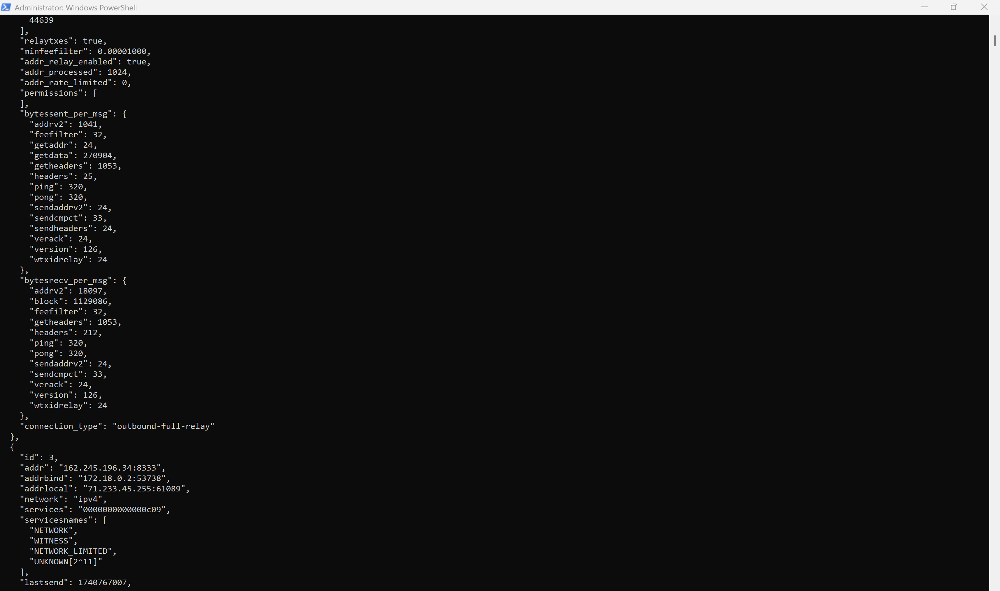 Administrator: Windows PowerShell
44639
],
"relaytxes": true,
"minfeefilter": 0.00001000,
"addr_relay_enabled": true,
"addr_processed": 1024,
"addr_rate_limited": 0,
"permissions": [
],
"bytessent_per_msg": {
"addrv2": 1041,
"feefilter": 32,
"getaddr": 24,
"getdata": 270904,
"getheaders": 1053,
"headers": 25,
"ping": 320,
"pong": 320,
"sendaddrv2": 24,
"sendcmpct": 33,
"sendheaders": 24,
"verack": 24,
"version": 126,
"wtxidrelay": 24
},
"bytesrecv_per_msg": {
"addrv2": 18097,
"block": 1129086,
"feefilter": 32,
"getheaders": 1053,
"headers": 212,
"ping": 320,
"pong": 320,
"sendaddrv2": 24,
"sendcmpct": 33,
"verack": 24,
"version": 126,
"wtxidrelay": 24
},
"connection_type": "outbound-full-relay"
},
{
"id": 3,
"addr": "162.245.196.34:8333",
"addrbind": "172.18.0.2:53738",
"addrlocal": "71.233.45.255:61089",
"network": "ipv4",
"services": "0000000000000c09",
"servicesnames": [
"NETWORK",
"WITNESS",
"NETWORK_LIMITED",
"UNKNOWN[2^11]"
],
"lastsend": 1740767007,